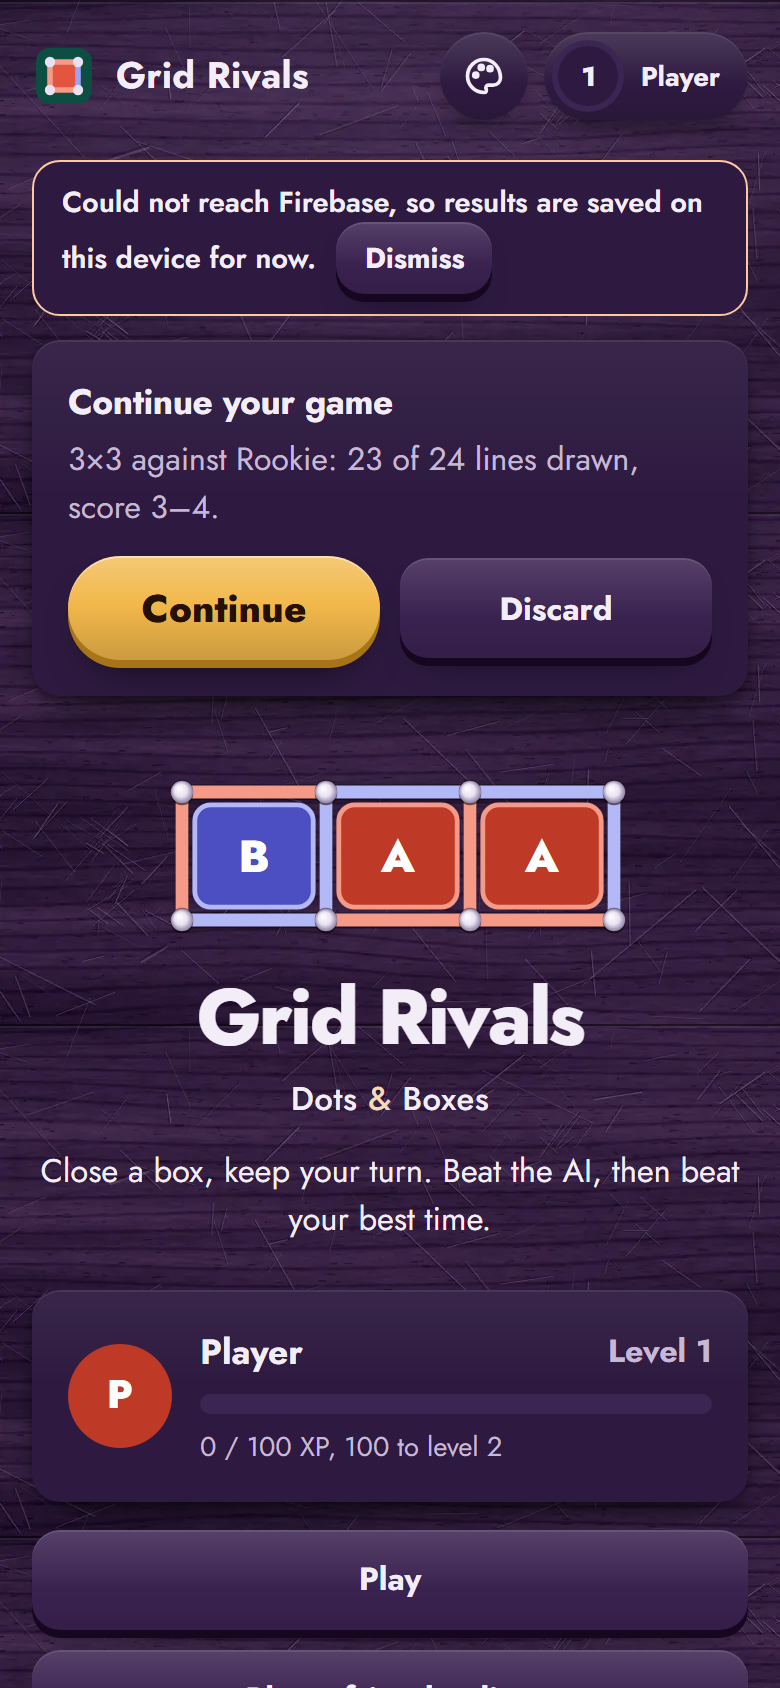 Grid Rivals
1 Player
Could not reach Firebase, so results are saved on
this device for now. Dismiss
Continue your game
3×3 against Rookie: 23 of 24 lines drawn,
score 3–4.
Continue Discard
B A A
Grid Rivals
Dots & Boxes
Close a box, keep your turn. Beat the AI, then beat
your best time.
P
Player Level 1
0 / 100 XP, 100 to level 2
Play